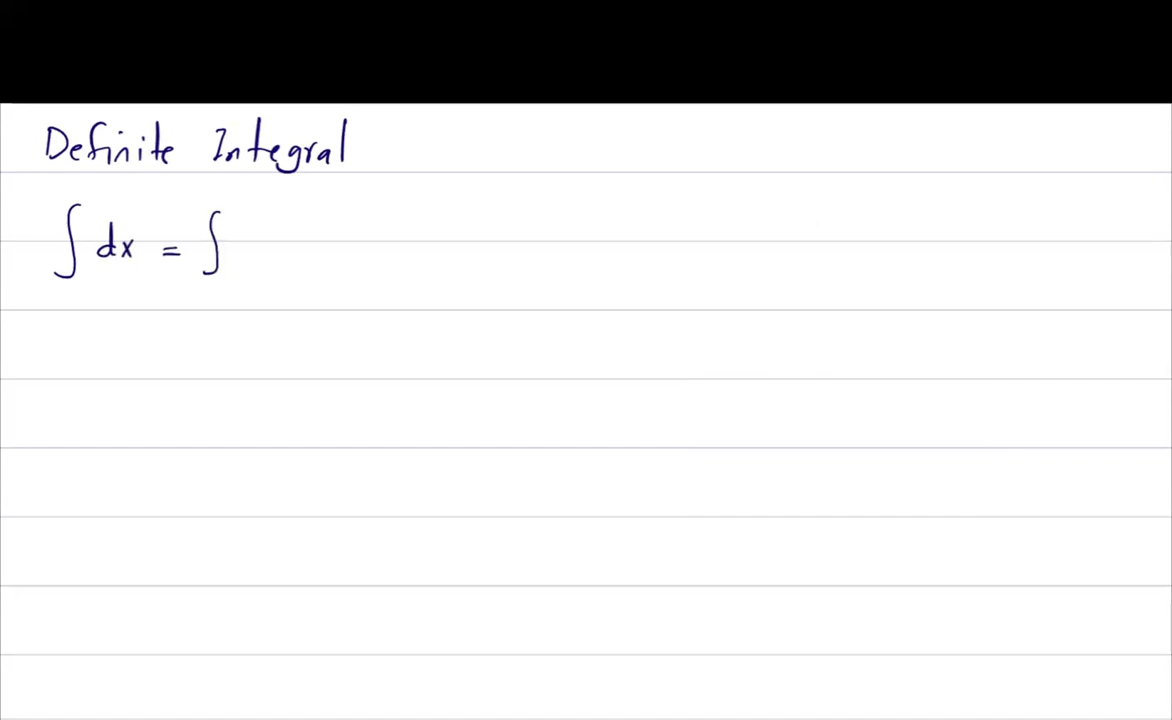 Definite Integral
∫ dx = ∫